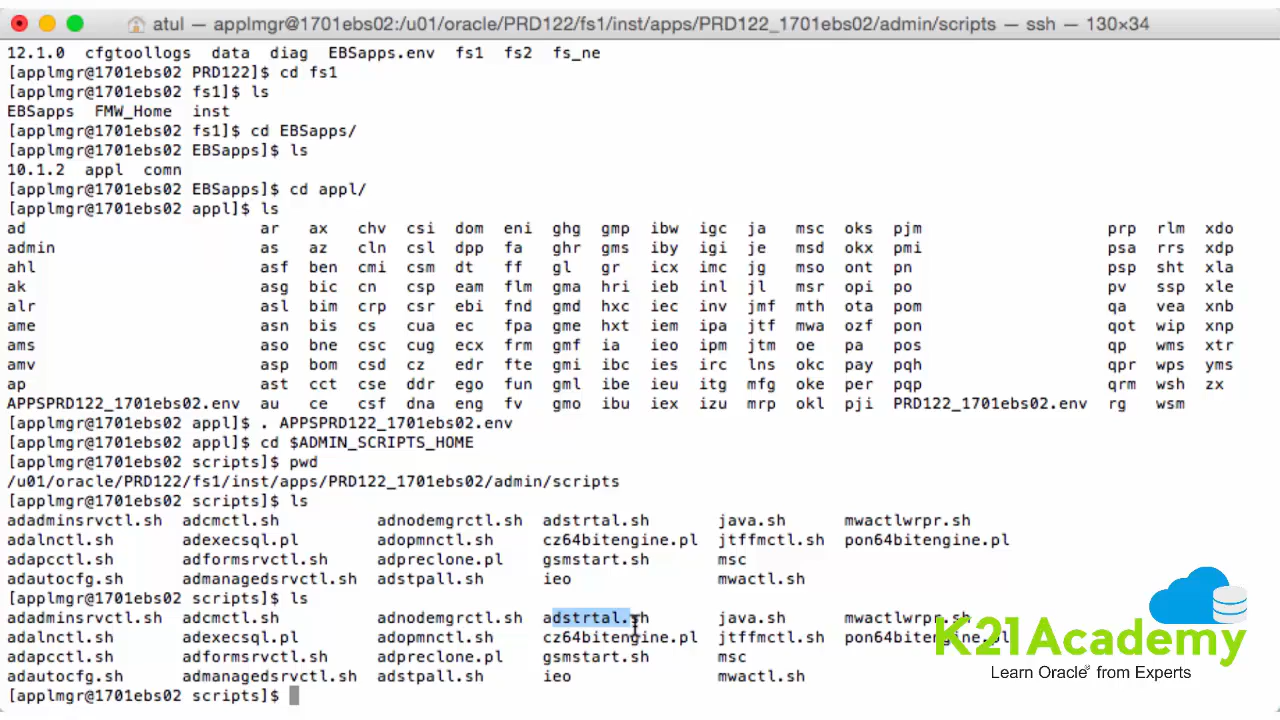 atul — applmgr@1701ebs02:/u01/oracle/PRD122/fs1/inst/apps/PRD122_1701ebs02/admin/scripts — ssh — 130×34
12.1.0 cfgtoollogs data diag EBSapps.env fs1 fs2 fs_ne
[applmgr@1701ebs02 PRD122]$ cd fs1
[applmgr@1701ebs02 fs1]$ ls
EBSapps FMW_Home inst
[applmgr@1701ebs02 fs1]$ cd EBSapps/
[applmgr@1701ebs02 EBSapps]$ ls
10.1.2 appl comn
[applmgr@1701ebs02 EBSapps]$ cd appl/
[applmgr@1701ebs02 appl]$ ls
ad ar ax chv csi dom eni ghg gmp ibw igc ja msc oks pjm prp rlm xdo
admin as az cln csl dpp fa ghr gms iby igi je msd okx pmi psa rrs xdp
ahl asf ben cmi csm dt ff gl gr icx imc jg mso ont pn psp sht xla
ak asg bic cn csp eam flm gma hri ieb inl jl msr opi po pv ssp xle
alr asl bim crp csr ebi fnd gmd hxc iec inv jmf mth ota pom qa vea xnb
ame asn bis cs cua ec fpa gme hxt iem ipa jtf mwa ozf pon qot wip xnp
ams aso bne csc cug ecx frm gmf ia ieo ipm jtm oe pa pos qp wms xtr
amv asp bom csd cz edr fte gmi ibc ies irc lns okc pay pqh qpr wps yms
ap ast cct cse ddr ego fun gml ibe ieu itg mfg oke per pqp qrm wsh zx
APPSPRD122_1701ebs02.env au ce csf dna eng fv gmo ibu iex izu mrp okl pji PRD122_1701ebs02.env rg wsm
[applmgr@1701ebs02 appl]$ . APPSPRD122_1701ebs02.env
[applmgr@1701ebs02 appl]$ cd $ADMIN_SCRIPTS_HOME
[applmgr@1701ebs02 scripts]$ pwd
/u01/oracle/PRD122/fs1/inst/apps/PRD122_1701ebs02/admin/scripts
[applmgr@1701ebs02 scripts]$ ls
adadminsrvctl.sh adcmctl.sh adnodemgrctl.sh adstrtal.sh java.sh mwactlwrpr.sh
adalnctl.sh adexecsql.pl adopmnctl.sh cz64bitengine.pl jtffmctl.sh pon64bitengine.pl
adapcctl.sh adformsrvctl.sh adpreclone.pl gsmstart.sh msc
adautocfg.sh admanagedsrvctl.sh adstpall.sh ieo mwactl.sh
[applmgr@1701ebs02 scripts]$ ls
adadminsrvctl.sh adcmctl.sh adnodemgrctl.sh adstrtal.sh java.sh mwactlwrpr.sh
adalnctl.sh adexecsql.pl adopmnctl.sh cz64bitengine.pl jtffmctl.sh pon64bitengine.pl
adapcctl.sh adformsrvctl.sh adpreclone.pl gsmstart.sh msc
adautocfg.sh admanagedsrvctl.sh adstpall.sh ieo mwactl.sh
[applmgr@1701ebs02 scripts]$
K21Academy
Learn Oracle® from Experts